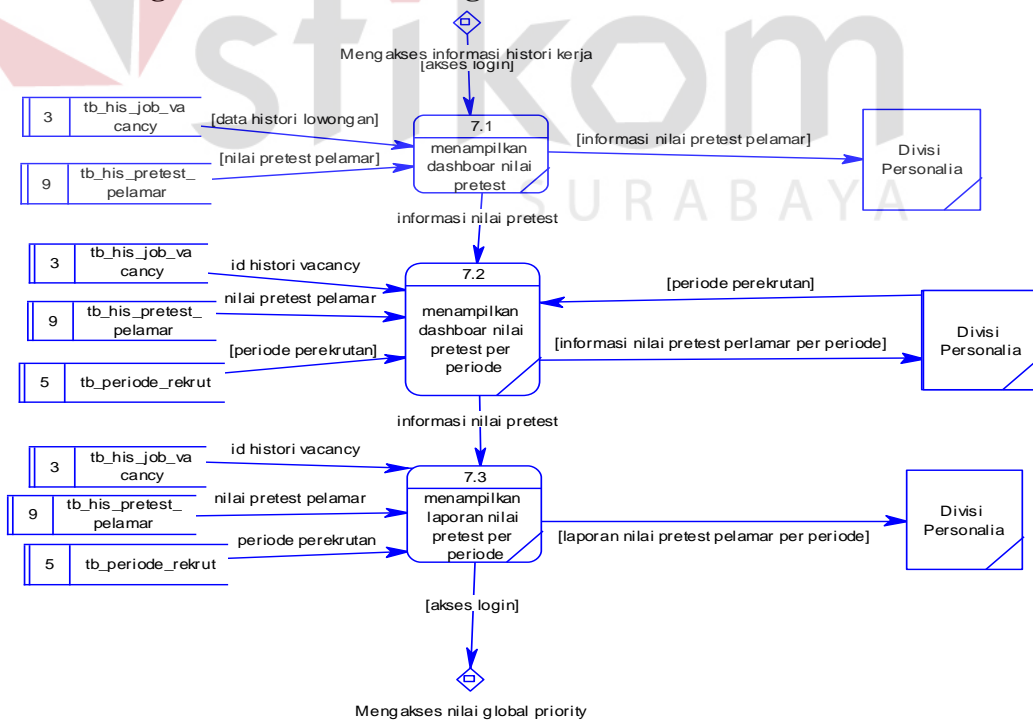 stikom
SURABAYA
Mengakses informasi histori kerja
[akses login]
3
tb_his_job_va
cancy
[data histori lowongan]
9
tb_his_pretest_
pelamar
[nilai pretest pelamar]
7.1
menampilkan
dashboard nilai
pretest
[informasi nilai pretest pelamar]
Divisi
Personalia
informasi nilai pretest
3
tb_his_job_va
cancy
id histori vacancy
9
tb_his_pretest_
pelamar
nilai pretest pelamar
5
tb_periode_rekrut
[periode perekrutan]
7.2
menampilkan
dashboar nilai
pretest per
periode
[periode perekrutan]
[informasi nilai pretest perlamar per periode]
Divisi
Personalia
informasi nilai pretest
3
tb_his_job_va
cancy
id histori vacancy
9
tb_his_pretest_
pelamar
nilai pretest pelamar
5
tb_periode_rekrut
periode perekrutan
7.3
menampilkan
laporan nilai
pretest per
periode
[laporan nilai pretest pelamar per periode]
Divisi
Personalia
[akses login]
Mengakses nilai global priority